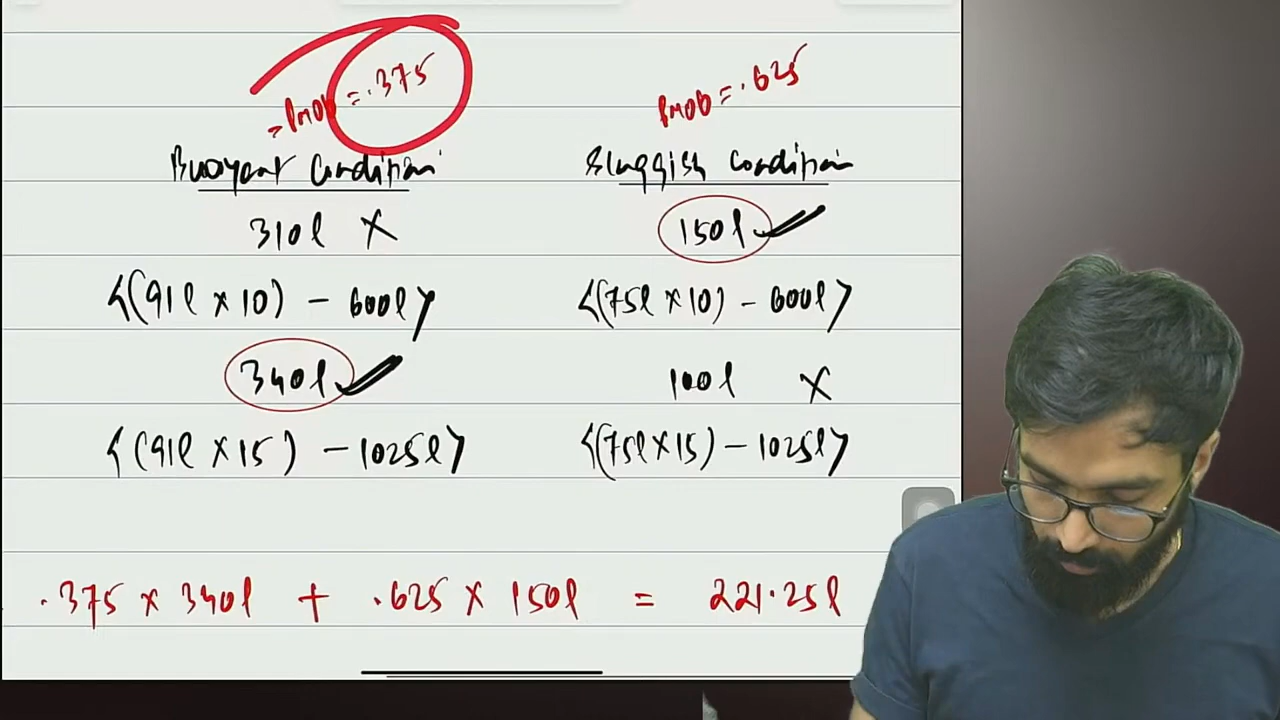 = Prob = .375
Prob = .625
Buoyant Condition
Sluggish Condition
310l X
150l ✓
<(91l × 10) - 600l>
<(75l × 10) - 600l>
340l ✓
100l X
<(91l × 15) - 1025l>
<(75l × 15) - 1025l>
.375 × 340l + .625 × 150l = 221.25l